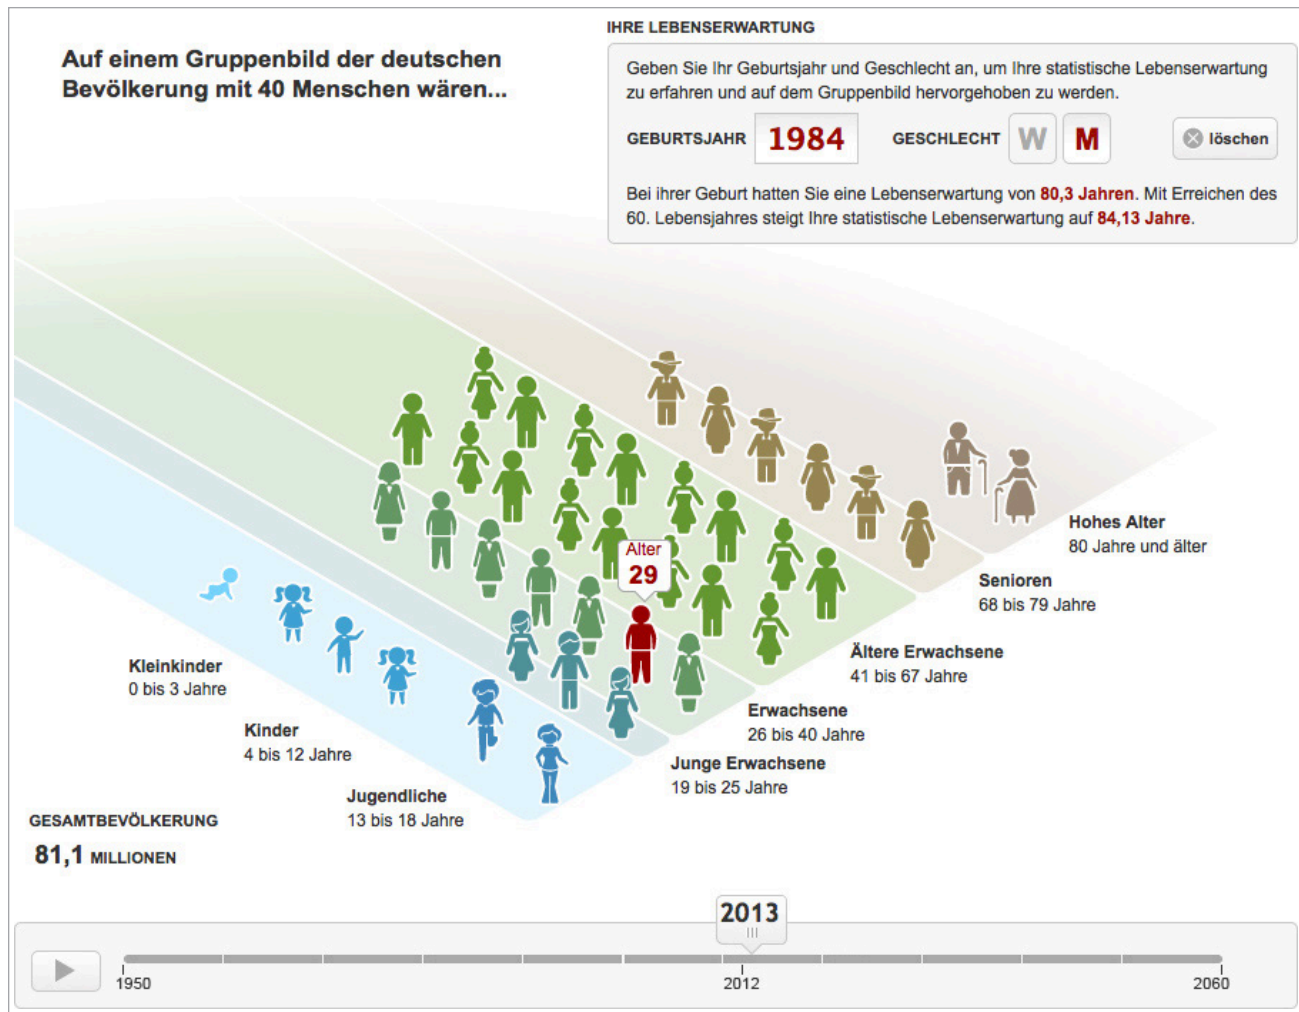 Auf einem Gruppenbild der deutschen
Bevölkerung mit 40 Menschen wären...
IHRE LEBENSERWARTUNG
Geben Sie Ihr Geburtsjahr und Geschlecht an, um Ihre statistische Lebenserwartung
zu erfahren und auf dem Gruppenbild hervorgehoben zu werden.
GEBURTSJAHR 1984 GESCHLECHT W M löschen
Bei ihrer Geburt hatten Sie eine Lebenserwartung von 80,3 Jahren. Mit Erreichen des
60. Lebensjahres steigt Ihre statistische Lebenserwartung auf 84,13 Jahre.
Alter
29
Hohes Alter
80 Jahre und älter
Senioren
68 bis 79 Jahre
Ältere Erwachsene
41 bis 67 Jahre
Erwachsene
26 bis 40 Jahre
Junge Erwachsene
19 bis 25 Jahre
Kleinkinder
0 bis 3 Jahre
Kinder
4 bis 12 Jahre
Jugendliche
13 bis 18 Jahre
GESAMTBEVÖLKERUNG
81,1 MILLIONEN
2013
1950 2012 2060